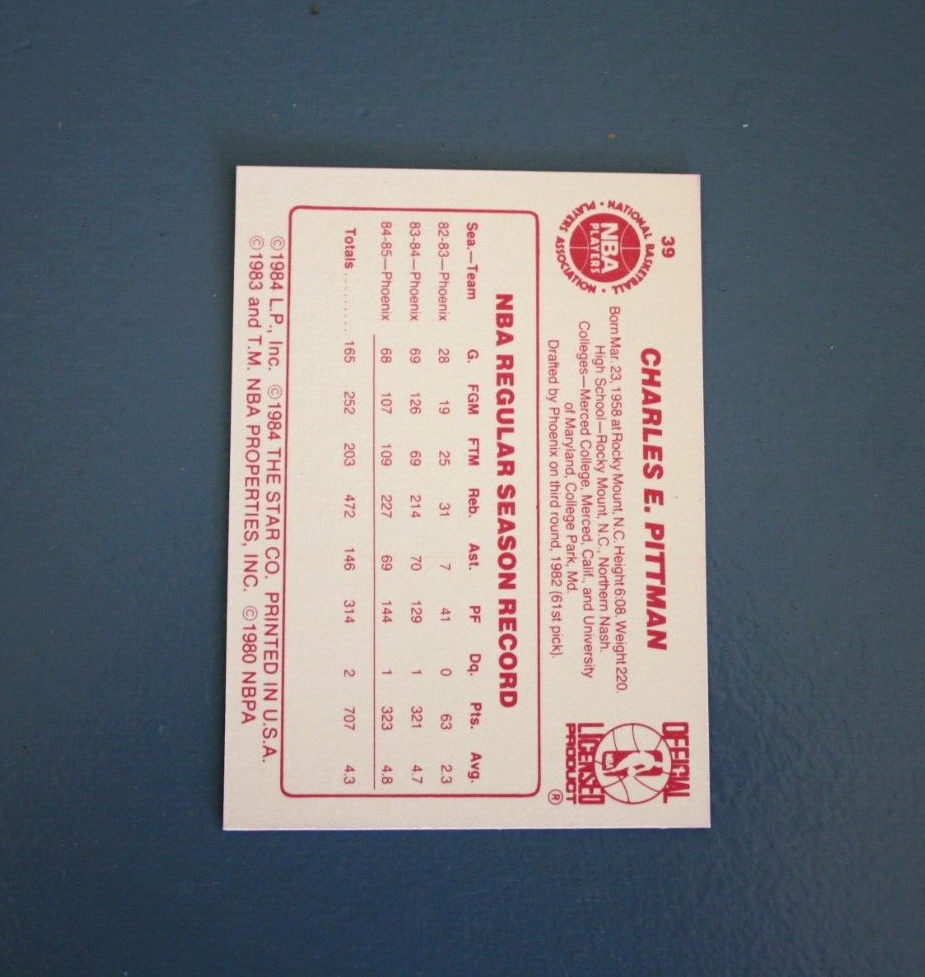 39
NATIONAL BASKETBALL
PLAYERS ASSOCIATION
NBA
PLAYERS
CHARLES E. PITTMAN
Born Mar. 23, 1958 at Rocky Mount, N.C. Height 6:08. Weight 220.
High School—Rocky Mount, N.C., Northern Nash.
Colleges—Merced College, Merced, Calif., and University
of Maryland, College Park, Md.
Drafted by Phoenix on third round, 1982 (61st pick).
OFFICIAL
NBA
LICENSED
PRODUCT
®
NBA REGULAR SEASON RECORD
Sea.—Team G. FGM FTM Reb. Ast. PF Dq. Pts. Avg.
82-83—Phoenix 28 19 25 31 7 41 0 63 2.3
83-84—Phoenix 69 126 69 214 70 129 1 321 4.7
84-85—Phoenix 68 107 109 227 69 144 1 323 4.8
Totals .......... 165 252 203 472 146 314 2 707 4.3
©1984 L.P., Inc. ©1984 THE STAR CO. PRINTED IN U.S.A.
©1983 and T.M. NBA PROPERTIES, INC. ©1980 NBPA